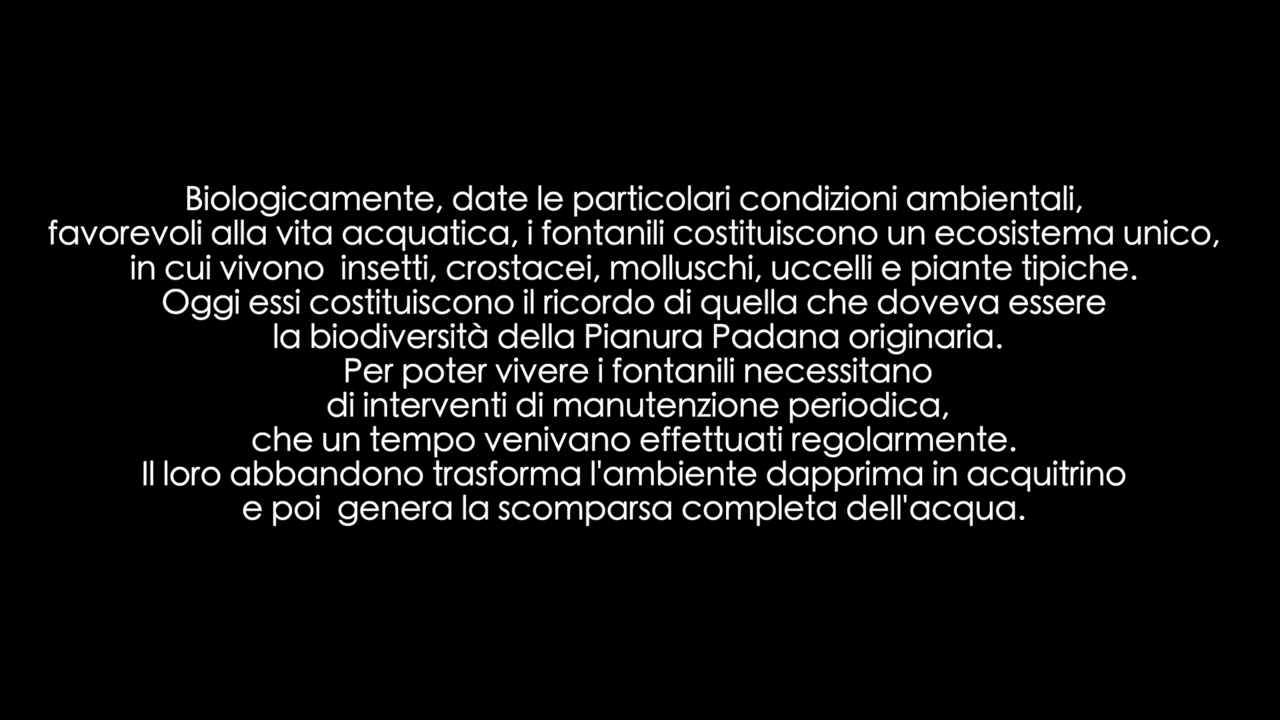 Biologicamente, date le particolari condizioni ambientali,
favorevoli alla vita acquatica, i fontanili costituiscono un ecosistema unico,
in cui vivono  insetti, crostacei, molluschi, uccelli e piante tipiche.
Oggi essi costituiscono il ricordo di quella che doveva essere
la biodiversità della Pianura Padana originaria.
Per poter vivere i fontanili necessitano
di interventi di manutenzione periodica,
che un tempo venivano effettuati regolarmente.
Il loro abbandono trasforma l'ambiente dapprima in acquitrino
e poi  genera la scomparsa completa dell'acqua.